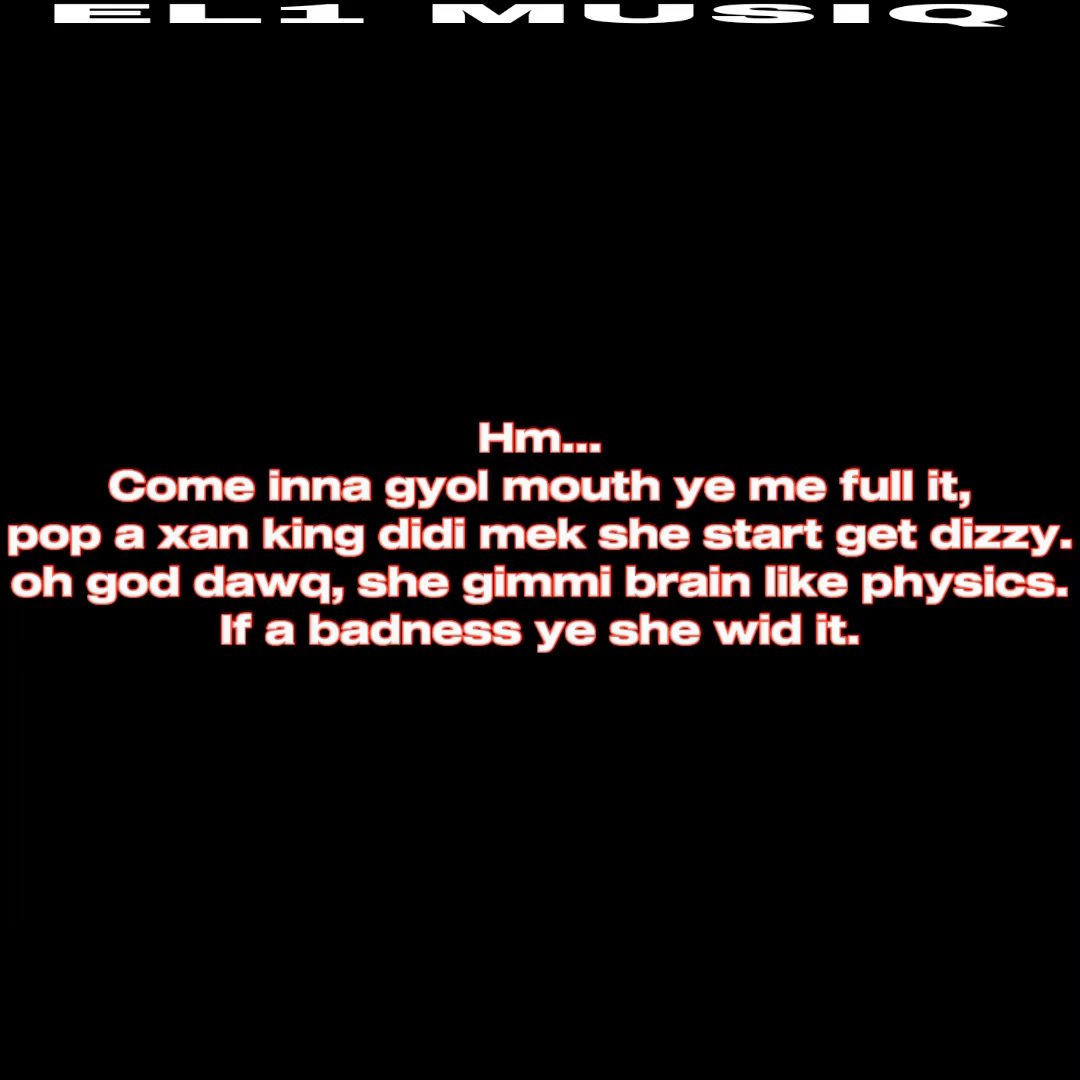 EL1 MUSIQ
Hm...
Come inna gyol mouth ye me full it,
pop a xan king didi mek she start get dizzy.
oh god dawq, she gimmi brain like physics.
If a badness ye she wid it.